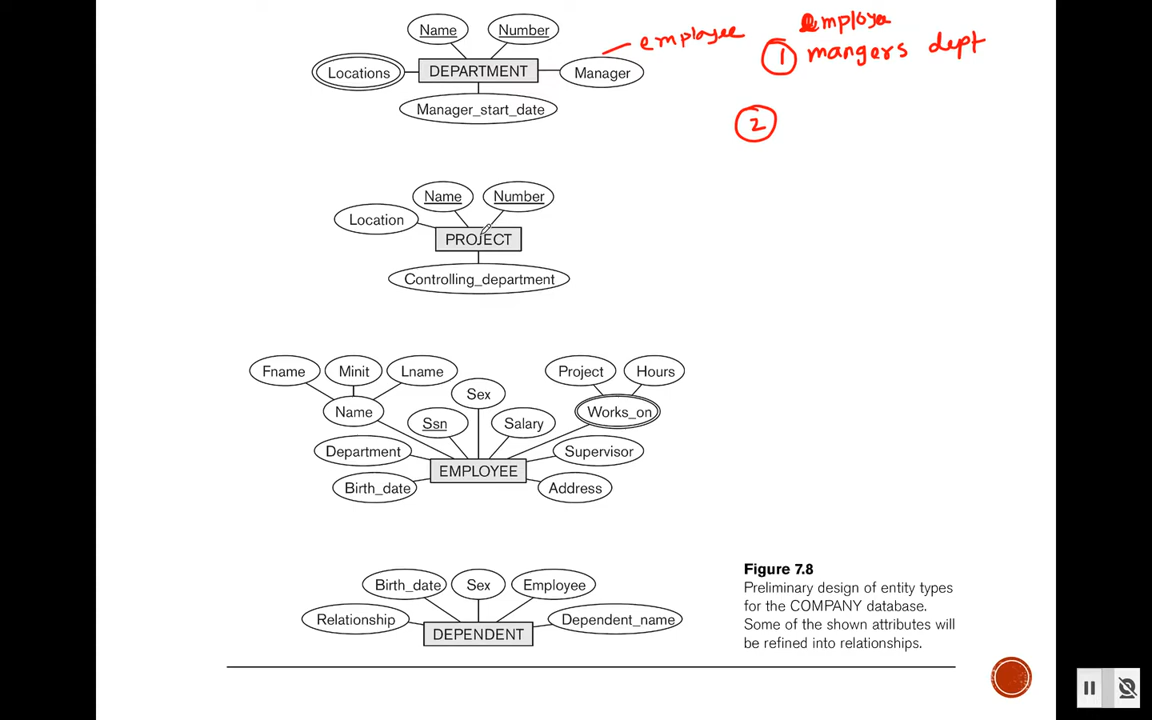 Name Number
employee
employee
1 mangers dept
Locations DEPARTMENT Manager
Manager_start_date
2
Name Number
Location
PROJECT
Controlling_department
Fname Minit Lname Project Hours
Sex
Name Works_on
Ssn Salary
Department Supervisor
EMPLOYEE
Birth_date Address
Birth_date Sex Employee
Relationship Dependent_name
DEPENDENT
Figure 7.8
Preliminary design of entity types
for the COMPANY database.
Some of the shown attributes will
be refined into relationships.